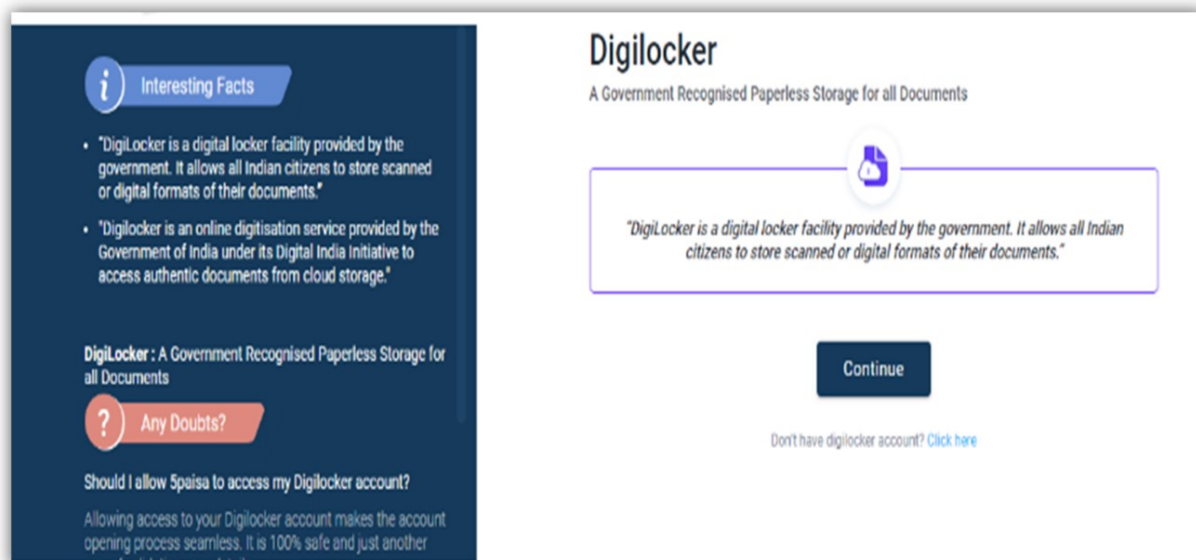 Interesting Facts
• "DigiLocker is a digital locker facility provided by the
government. It allows all Indian citizens to store scanned
or digital formats of their documents."
• "Digilocker is an online digitisation service provided by the
Government of India under its Digital India Initiative to
access authentic documents from cloud storage."
DigiLocker : A Government Recognised Paperless Storage for
all Documents
? Any Doubts?
Should I allow 5paisa to access my Digilocker account?
Allowing access to your Digilocker account makes the account
opening process seamless. It is 100% safe and just another
Digilocker
A Government Recognised Paperless Storage for all Documents
"DigiLocker is a digital locker facility provided by the government. It allows all Indian
citizens to store scanned or digital formats of their documents."
Continue
Don't have digilocker account? Click here